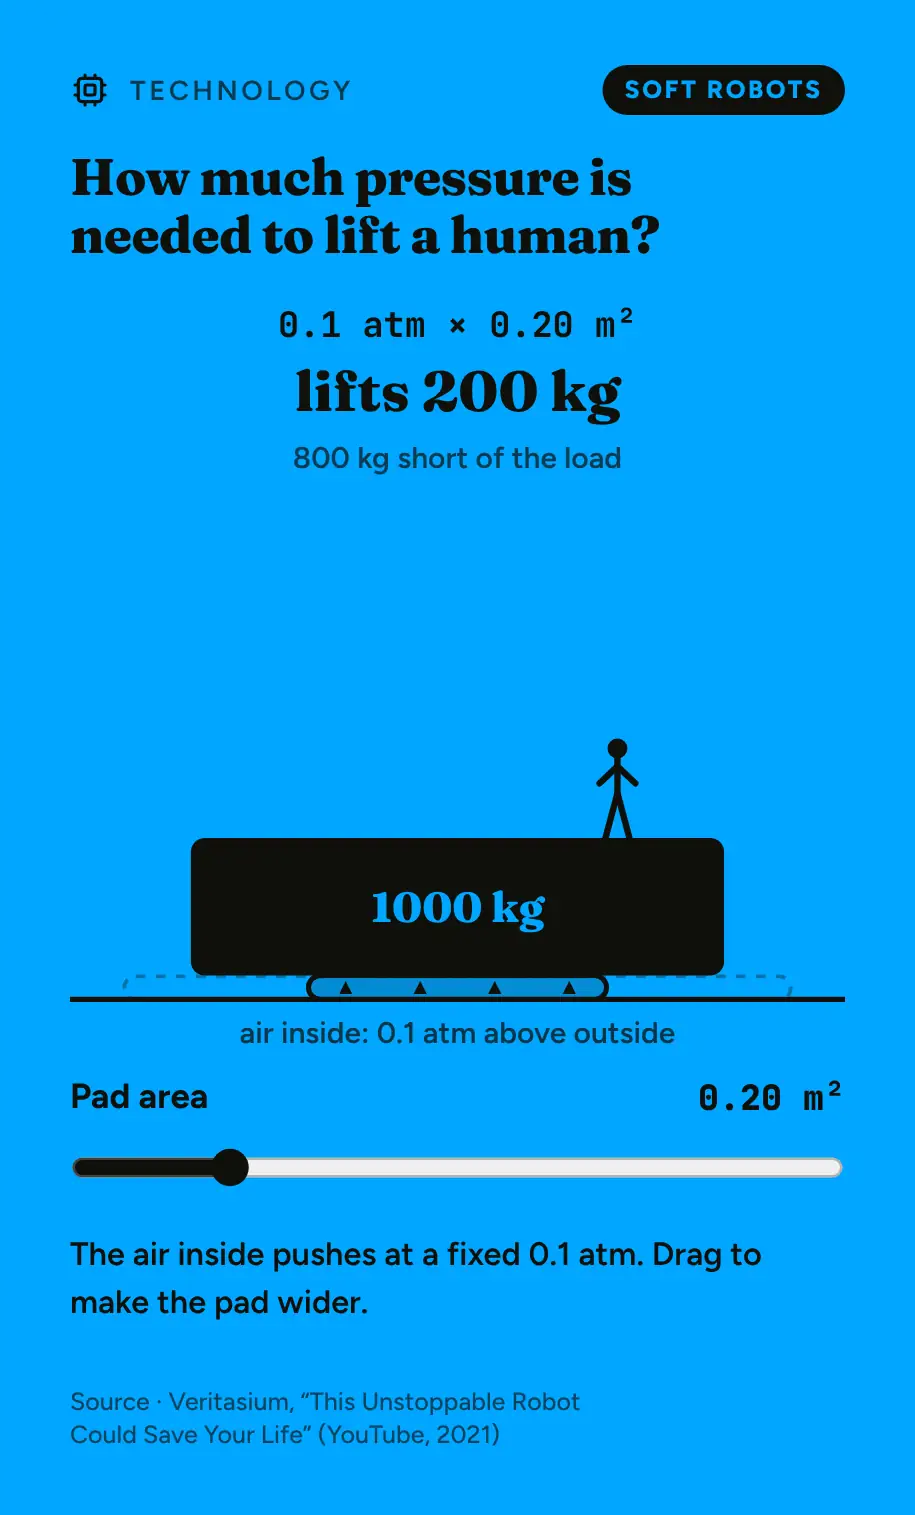 TECHNOLOGY
SOFT ROBOTS
How much pressure is
needed to lift a human?
0.1 atm × 0.20 m²
lifts 200 kg
800 kg short of the load
1000 kg
air inside: 0.1 atm above outside
Pad area
0.20 m²
The air inside pushes at a fixed 0.1 atm. Drag to
make the pad wider.
Source · Veritasium, “This Unstoppable Robot
Could Save Your Life” (YouTube, 2021)